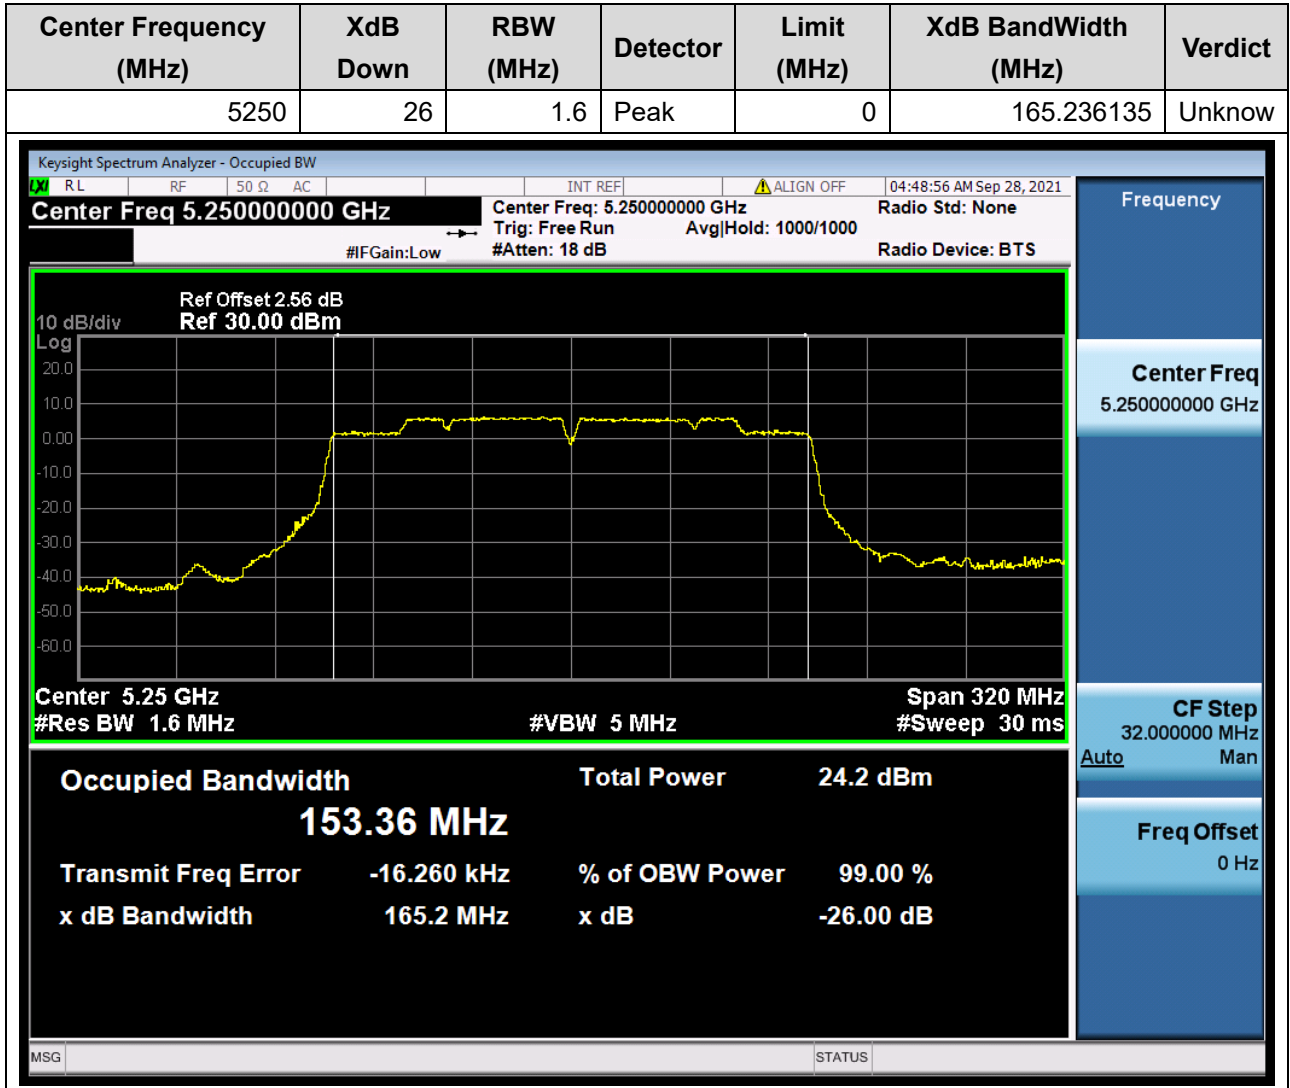 Center Frequency (MHz) XdB Down RBW (MHz) Detector Limit (MHz) XdB BandWidth (MHz) Verdict
5250 26 1.6 Peak 0 165.236135 Unknow
Keysight Spectrum Analyzer - Occupied BW
LXI RL RF 50 Ω AC INT REF ALIGN OFF 04:48:56 AM Sep 28, 2021
Center Freq 5.250000000 GHz
Center Freq: 5.250000000 GHz
Radio Std: None
Trig: Free Run Avg|Hold: 1000/1000
#IFGain:Low
#Atten: 18 dB
Radio Device: BTS
Frequency
Ref Offset 2.56 dB
10 dB/div Ref 30.00 dBm
Log
20.0
10.0
0.00
-10.0
-20.0
-30.0
-40.0
-50.0
-60.0
Center 5.25 GHz Span 320 MHz
#Res BW 1.6 MHz #VBW 5 MHz #Sweep 30 ms
Center Freq
5.250000000 GHz
CF Step
32.000000 MHz
Auto Man
Freq Offset
0 Hz
Occupied Bandwidth Total Power 24.2 dBm
153.36 MHz
Transmit Freq Error -16.260 kHz % of OBW Power 99.00 %
x dB Bandwidth 165.2 MHz x dB -26.00 dB
MSG STATUS